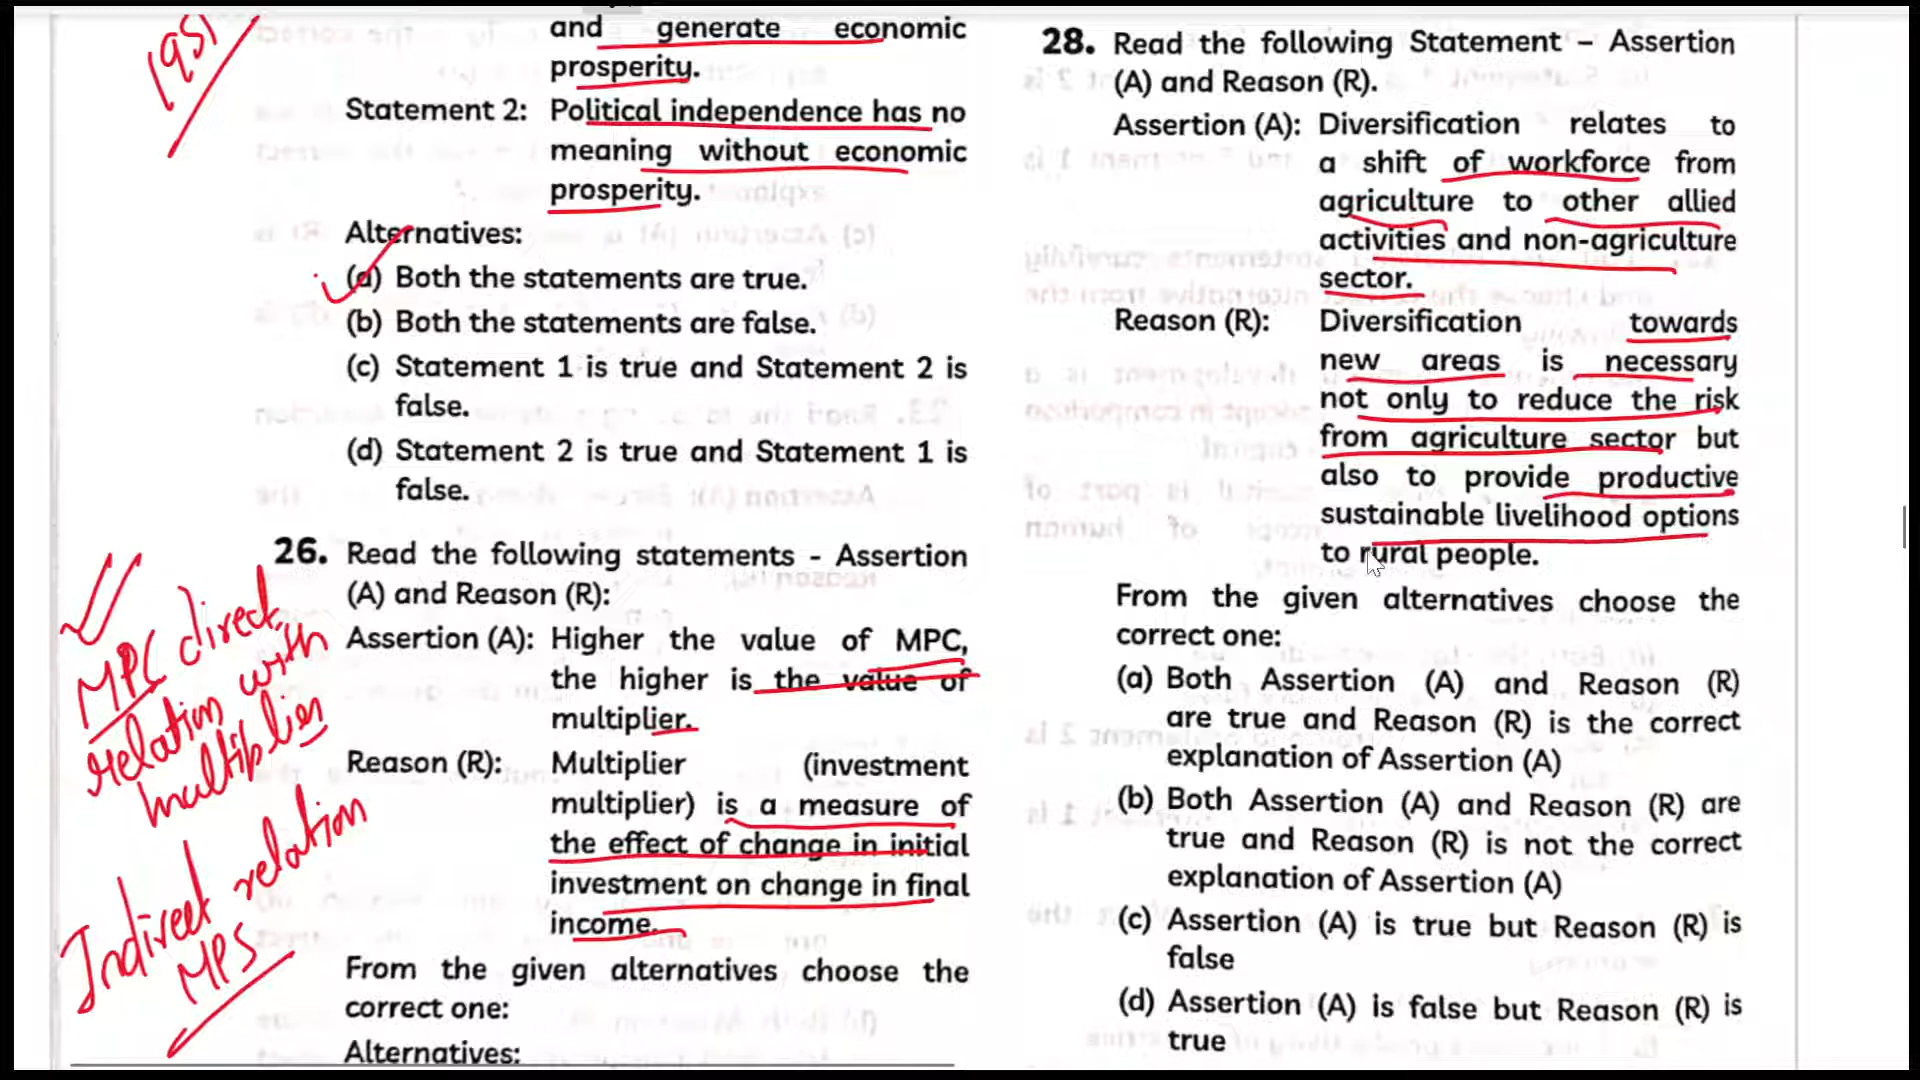 1951
and generate economic
prosperity.
Statement 2: Political independence has no
meaning without economic
prosperity.
Alternatives:
(a) Both the statements are true.
(b) Both the statements are false.
(c) Statement 1 is true and Statement 2 is
false.
(d) Statement 2 is true and Statement 1 is
false.
26. Read the following statements - Assertion
(A) and Reason (R):
Assertion (A): Higher the value of MPC,
the higher is the value of
multiplier.
Reason (R): Multiplier (investment
multiplier) is a measure of
the effect of change in initial
investment on change in final
income.
From the given alternatives choose the
correct one:
Alternatives:
MPC direct
relation with
multiplier
Indirect relation
MPS
28. Read the following Statement – Assertion
(A) and Reason (R).
Assertion (A): Diversification relates to
a shift of workforce from
agriculture to other allied
activities and non-agriculture
sector.
Reason (R): Diversification towards
new areas is necessary
not only to reduce the risk
from agriculture sector but
also to provide productive
sustainable livelihood options
to rural people.
From the given alternatives choose the
correct one:
(a) Both Assertion (A) and Reason (R)
are true and Reason (R) is the correct
explanation of Assertion (A)
(b) Both Assertion (A) and Reason (R) are
true and Reason (R) is not the correct
explanation of Assertion (A)
(c) Assertion (A) is true but Reason (R) is
false
(d) Assertion (A) is false but Reason (R) is
true